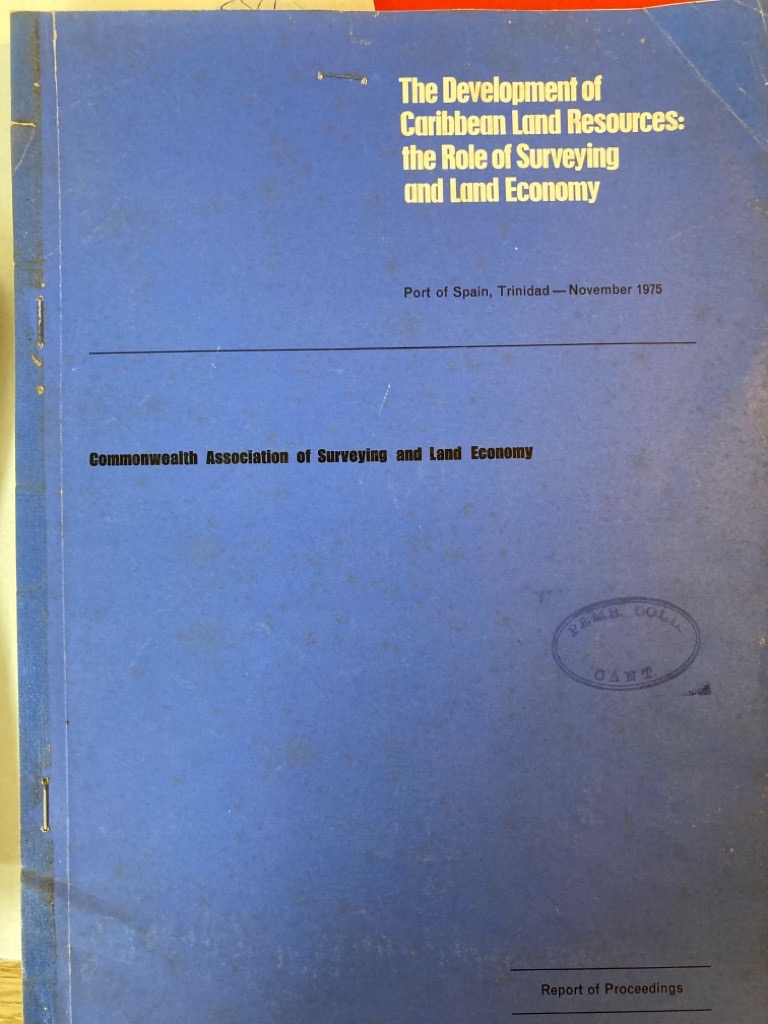 The Development of
Caribbean Land Resources:
the Role of Surveying
and Land Economy
Port of Spain, Trinidad — November 1975
Commonwealth Association of Surveying and Land Economy
PEMB. COLL.
CANT.
Report of Proceedings